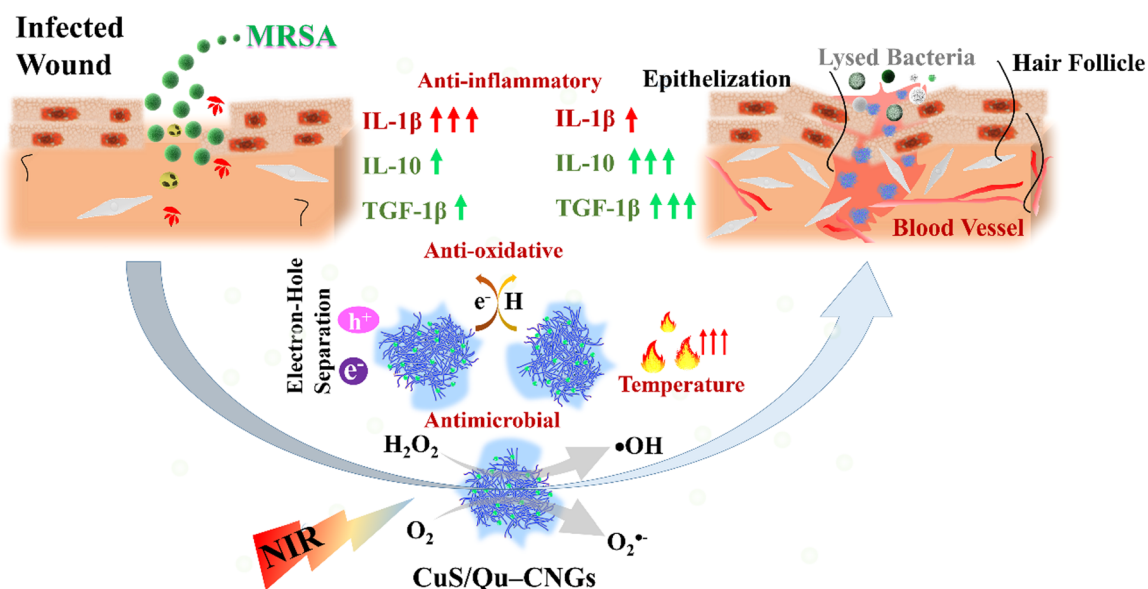 Infected
Wound
MRSA
Anti-inflammatory
IL-1β
IL-10
TGF-1β
IL-1β
IL-10
TGF-1β
Epithelization
Lysed Bacteria
Hair Follicle
Blood Vessel
Anti-oxidative
e⁻ H
Electron-Hole
Separation
h⁺
e⁻
Temperature
Antimicrobial
H₂O₂
•OH
O₂
O₂•⁻
NIR
CuS/Qu–CNGs